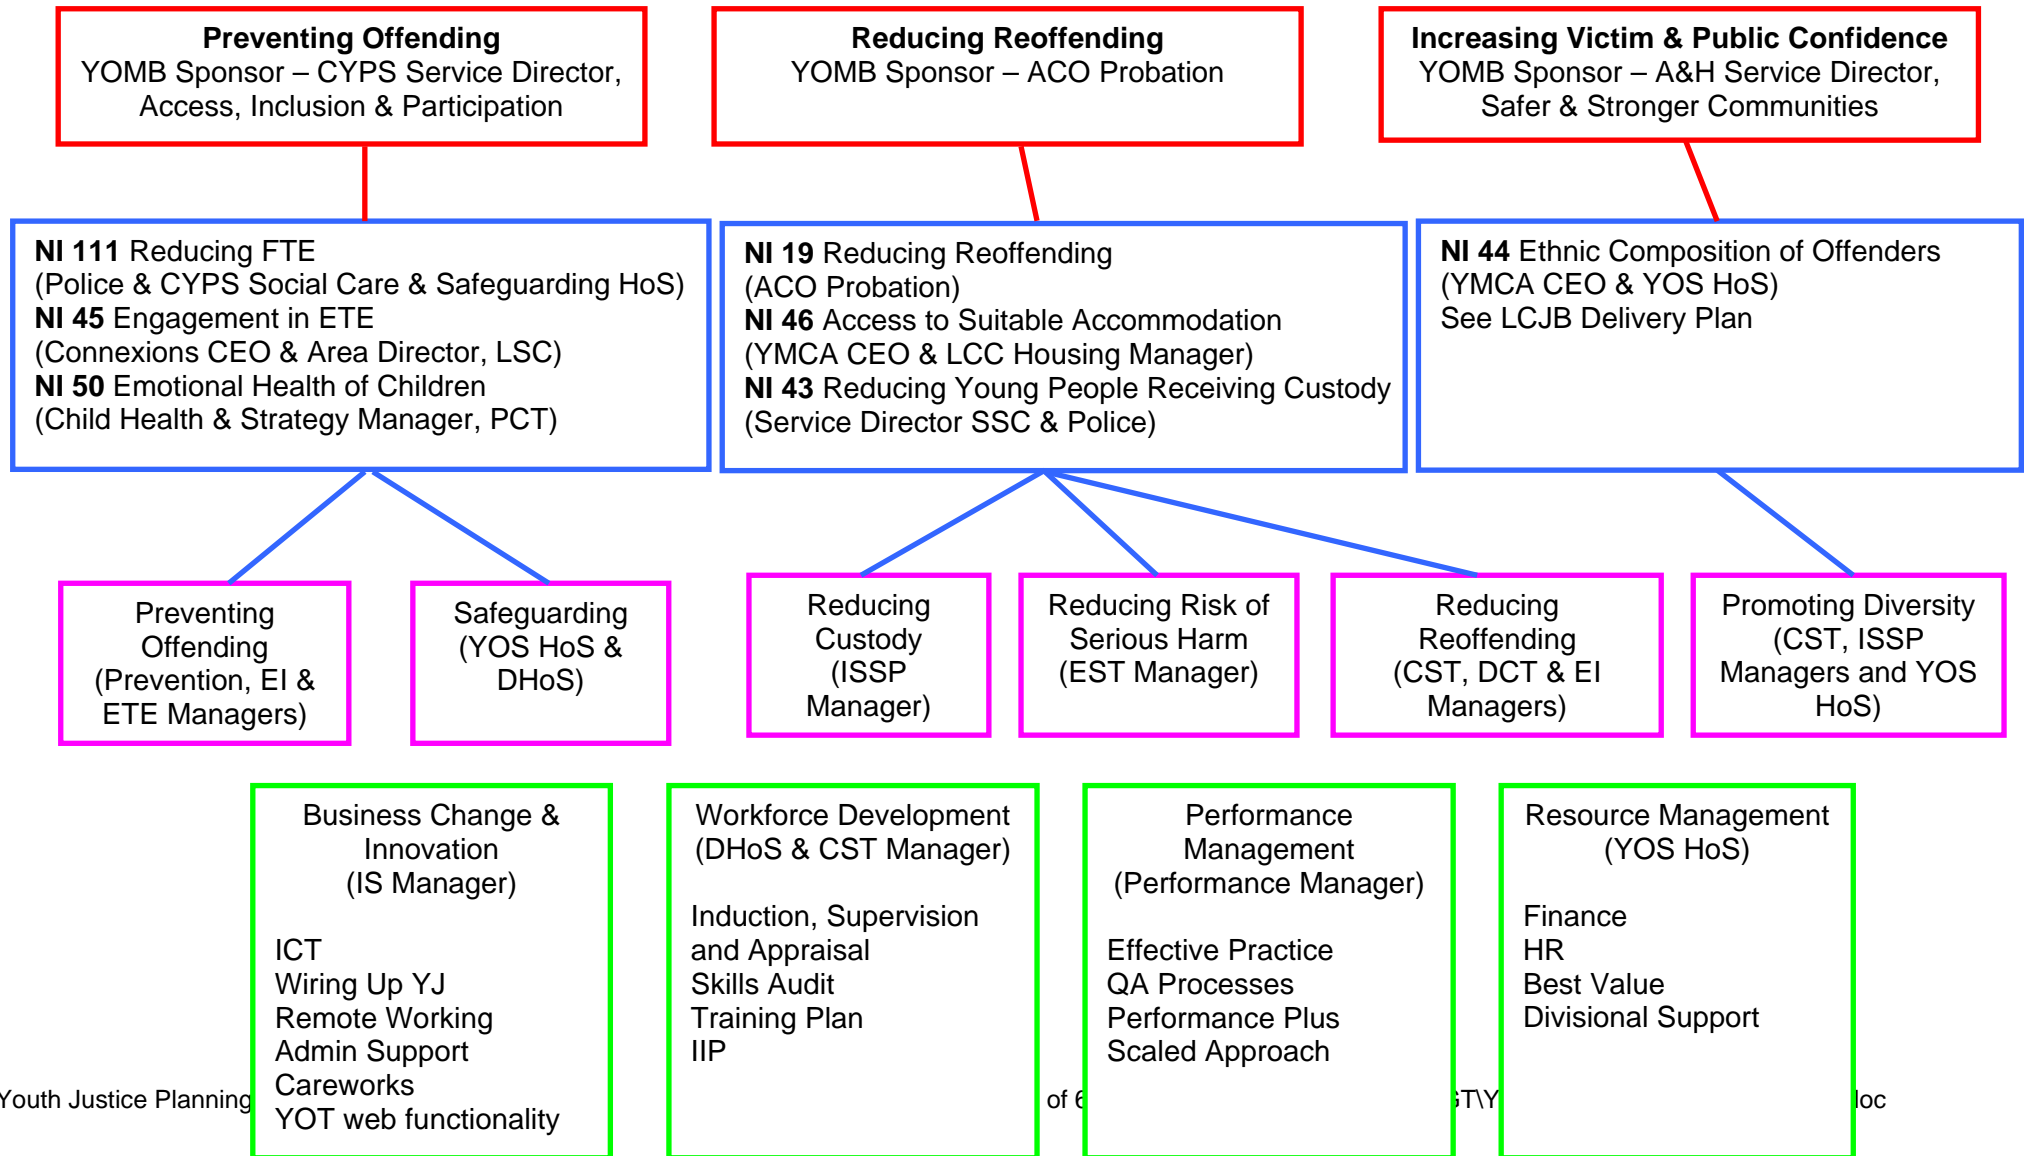 Preventing Offending
YOMB Sponsor – CYPS Service Director,
Access, Inclusion & Participation
Reducing Reoffending
YOMB Sponsor – ACO Probation
Increasing Victim & Public Confidence
YOMB Sponsor – A&H Service Director,
Safer & Stronger Communities
NI 111 Reducing FTE
(Police & CYPS Social Care & Safeguarding HoS)
NI 45 Engagement in ETE
(Connexions CEO & Area Director, LSC)
NI 50 Emotional Health of Children
(Child Health & Strategy Manager, PCT)
NI 19 Reducing Reoffending
(ACO Probation)
NI 46 Access to Suitable Accommodation
(YMCA CEO & LCC Housing Manager)
NI 43 Reducing Young People Receiving Custody
(Service Director SSC & Police)
NI 44 Ethnic Composition of Offenders
(YMCA CEO & YOS HoS)
See LCJB Delivery Plan
Preventing
Offending
(Prevention, EI &
ETE Managers)
Safeguarding
(YOS HoS &
DHoS)
Reducing
Custody
(ISSP
Manager)
Reducing Risk of
Serious Harm
(EST Manager)
Reducing
Reoffending
(CST, DCT & EI
Managers)
Promoting Diversity
(CST, ISSP
Managers and YOS
HoS)
Business Change &
Innovation
(IS Manager)
ICT
Wiring Up YJ
Remote Working
Admin Support
Careworks
YOT web functionality
Workforce Development
(DHoS & CST Manager)
Induction, Supervision
and Appraisal
Skills Audit
Training Plan
IIP
Performance
Management
(Performance Manager)
Effective Practice
QA Processes
Performance Plus
Scaled Approach
Resource Management
(YOS HoS)
Finance
HR
Best Value
Divisional Support
Youth Justice Planning of 6